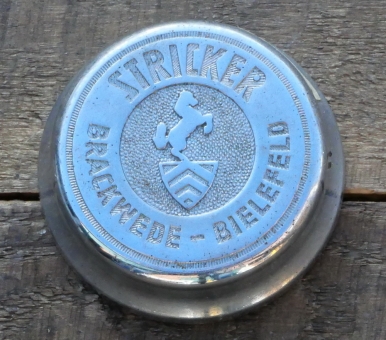 STRICKER
BRACKWEDE - BIELEFELD